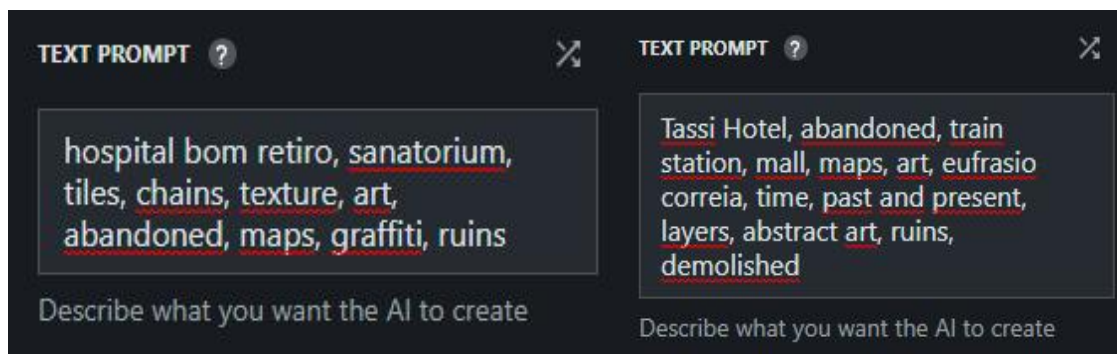 TEXT PROMPT ?
hospital bom retiro, sanatorium,
tiles, chains, texture, art,
abandoned, maps, graffiti, ruins
Describe what you want the AI to create
TEXT PROMPT ?
Tassi Hotel, abandoned, train
station, mall, maps, art, eufrasio
correia, time, past and present,
layers, abstract art, ruins,
demolished
Describe what you want the AI to create